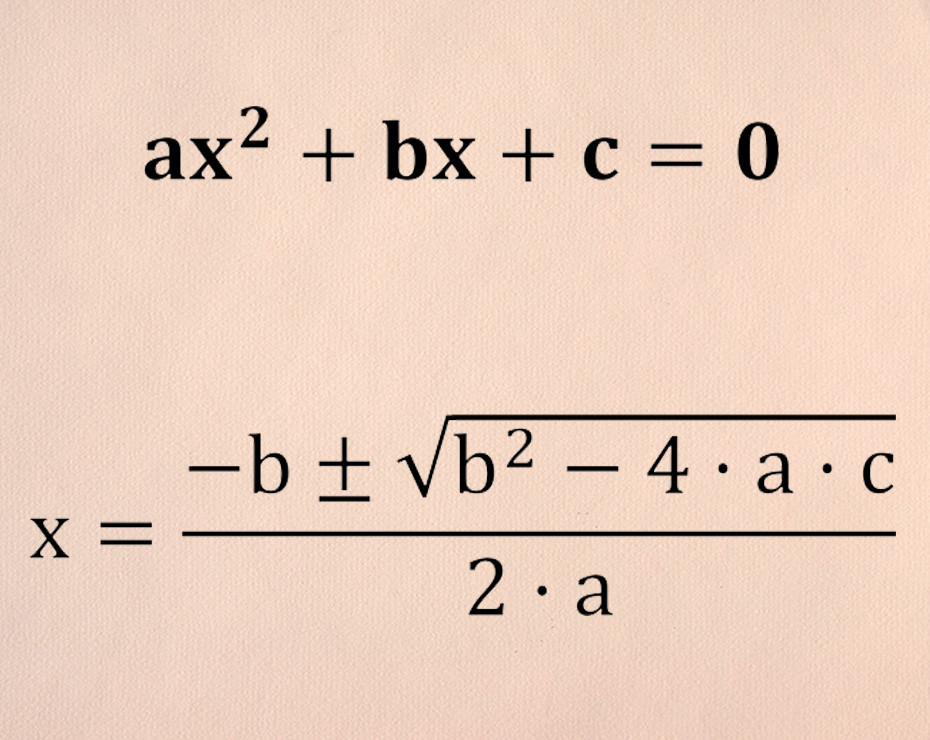 ax² + bx + c = 0
x = (−b ± √(b² − 4 · a · c)) / (2 · a)